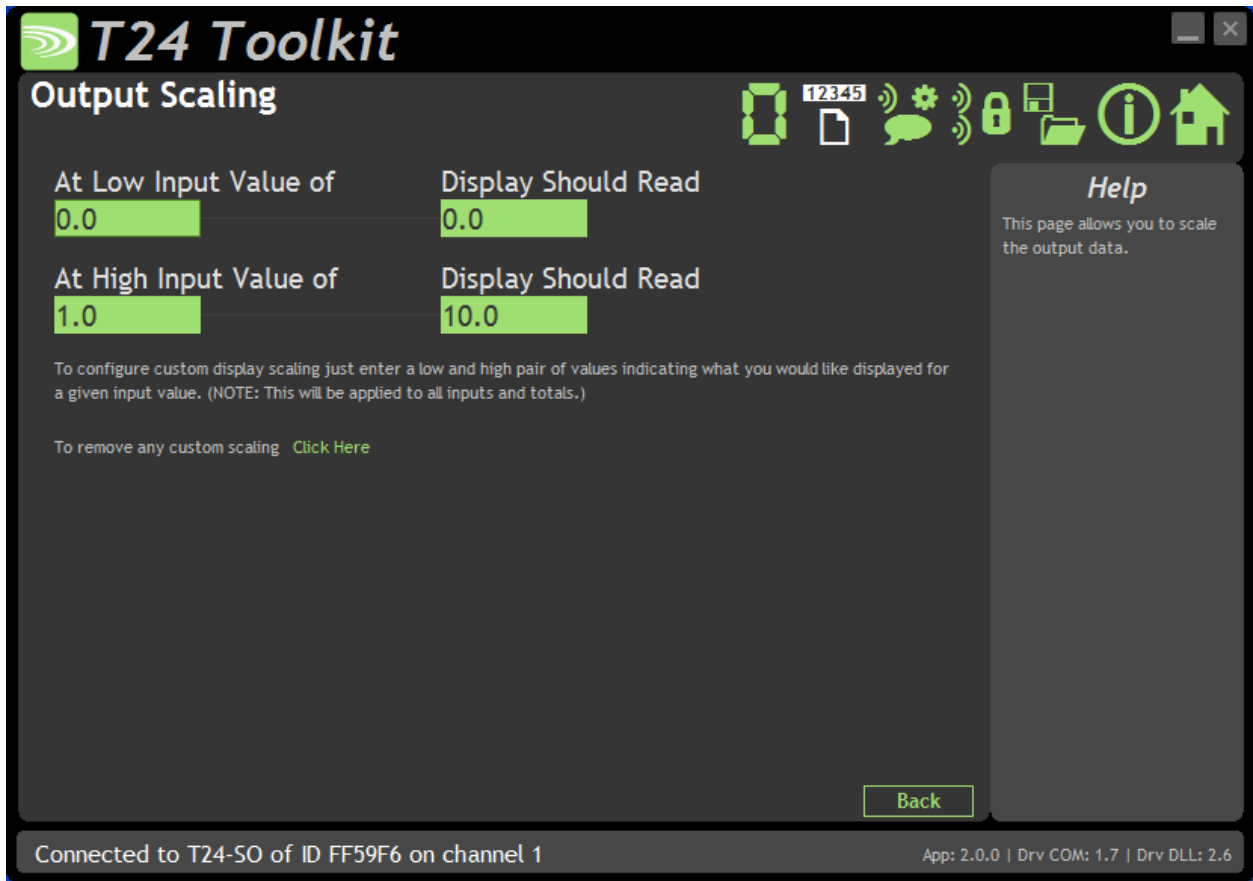 T24 Toolkit
Output Scaling
12345
At Low Input Value of
Display Should Read
0.0
0.0
At High Input Value of
Display Should Read
1.0
10.0
To configure custom display scaling just enter a low and high pair of values indicating what you would like displayed for
a given input value. (NOTE: This will be applied to all inputs and totals.)
To remove any custom scaling Click Here
Help
This page allows you to scale
the output data.
Back
Connected to T24-SO of ID FF59F6 on channel 1
App: 2.0.0 | Drv COM: 1.7 | Drv DLL: 2.6